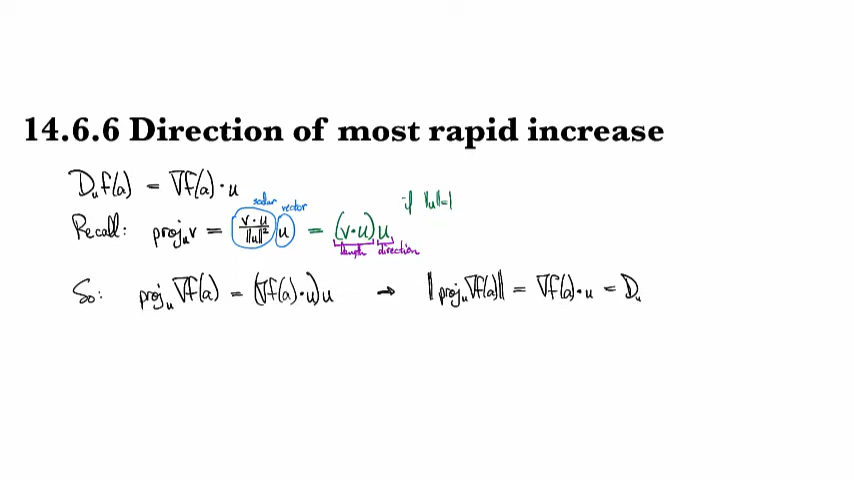 14.6.6 Direction of most rapid increase
Dᵤf(a) = ∇f(a)·u
scalar vector if ‖u‖=1
Recall: projᵤv = (v·u)/‖u‖² u = (v·u)u
length direction
So: projᵤ∇f(a) = (∇f(a)·u)u → ‖projᵤ∇f(a)‖ = ∇f(a)·u = Dᵤ